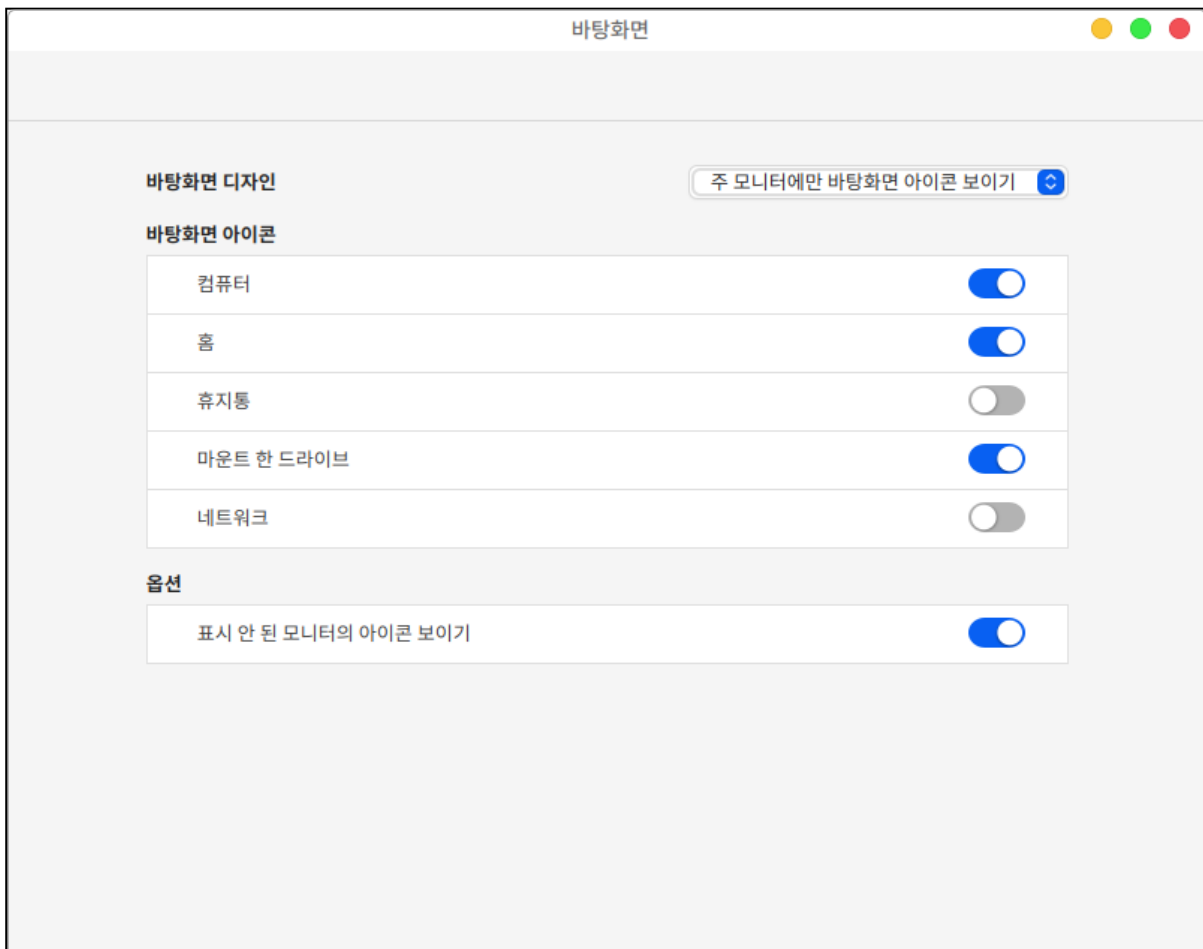 바탕화면
바탕화면 디자인
주 모니터에만 바탕화면 아이콘 보이기
바탕화면 아이콘
컴퓨터
홈
휴지통
마운트 한 드라이브
네트워크
옵션
표시 안 된 모니터의 아이콘 보이기